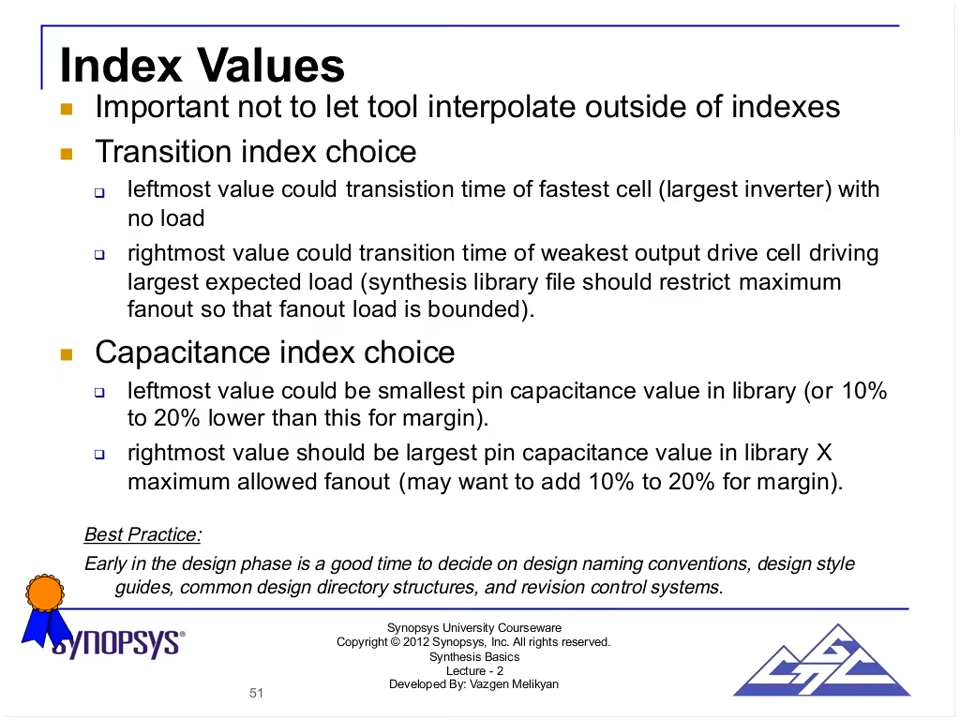 Index Values
Important not to let tool interpolate outside of indexes
Transition index choice
leftmost value could transistion time of fastest cell (largest inverter) with
no load
rightmost value could transition time of weakest output drive cell driving
largest expected load (synthesis library file should restrict maximum
fanout so that fanout load is bounded).
Capacitance index choice
leftmost value could be smallest pin capacitance value in library (or 10%
to 20% lower than this for margin).
rightmost value should be largest pin capacitance value in library X
maximum allowed fanout (may want to add 10% to 20% for margin).
Best Practice:
Early in the design phase is a good time to decide on design naming conventions, design style
guides, common design directory structures, and revision control systems.
SYNOPSYS®
Synopsys University Courseware
Copyright © 2012 Synopsys, Inc. All rights reserved.
Synthesis Basics
Lecture - 2
Developed By: Vazgen Melikyan
51